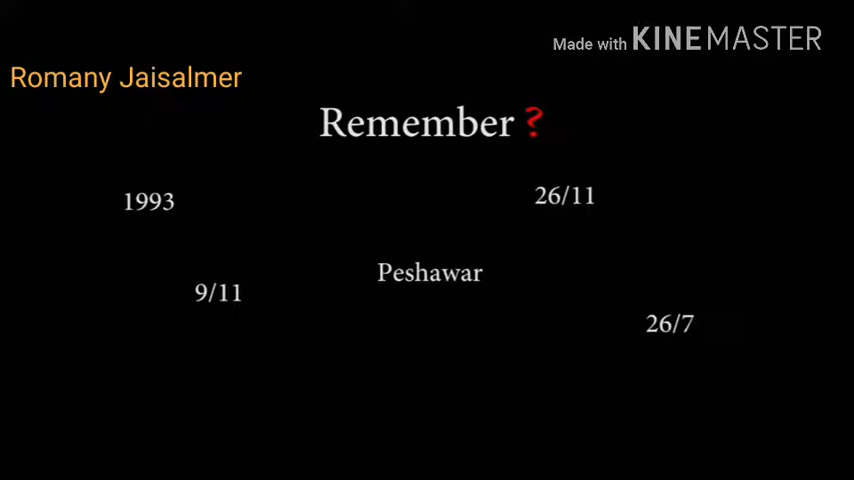 Made with KINEMASTER
Romany Jaisalmer
Remember ?
1993
26/11
Peshawar
9/11
26/7